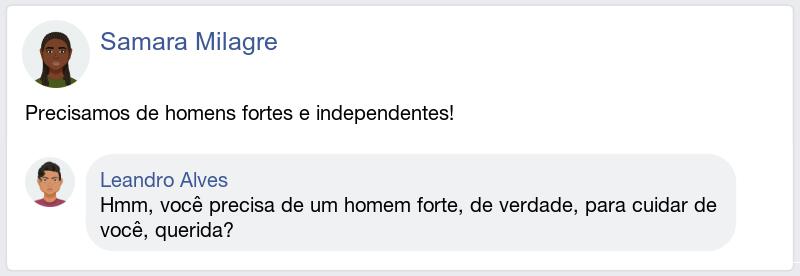 Samara Milagre
Precisamos de homens fortes e independentes!
Leandro Alves
Hmm, você precisa de um homem forte, de verdade, para cuidar de
você, querida?